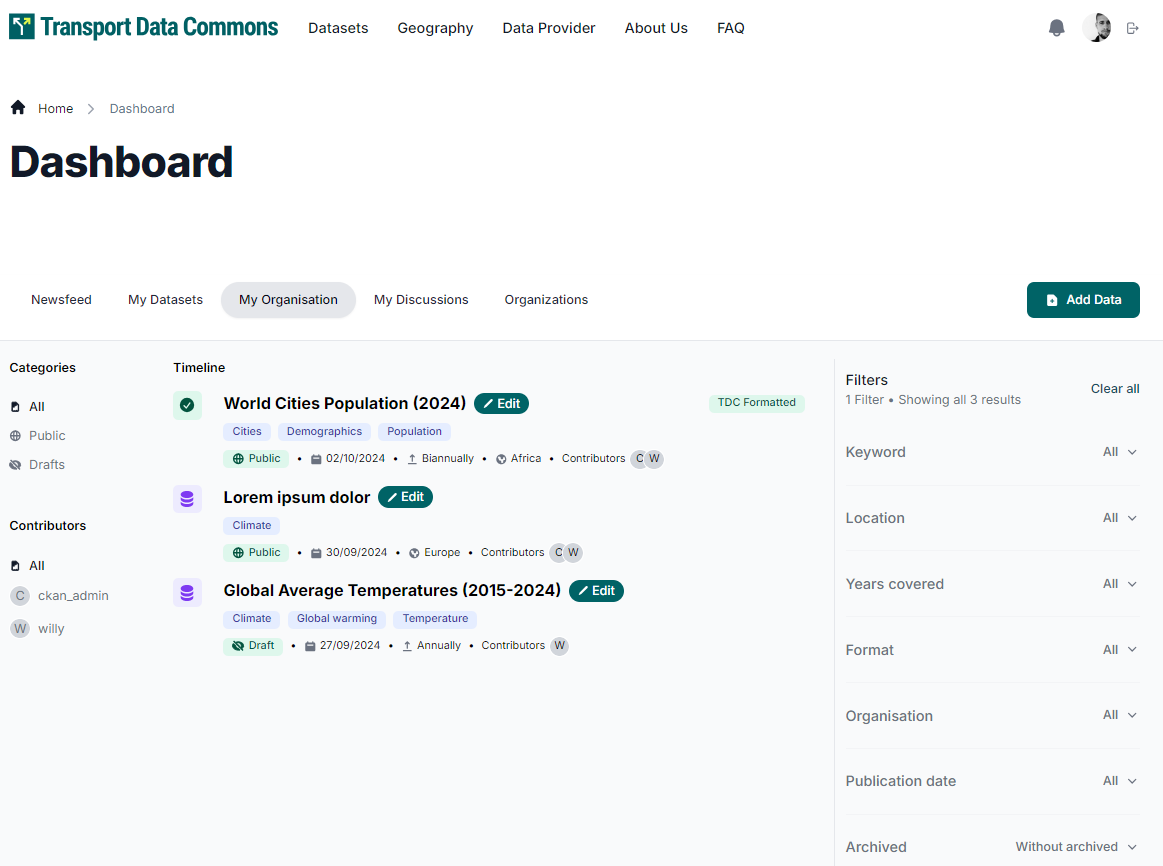 Transport Data Commons
Datasets Geography Data Provider About Us FAQ
Home Dashboard
Dashboard
Newsfeed My Datasets My Organisation My Discussions Organizations Add Data
Categories
All
Public
Drafts
Contributors
All
C ckan_admin
W willy
Timeline
World Cities Population (2024) Edit TDC Formatted
Cities Demographics Population
Public • 02/10/2024 • Biannually • Africa • Contributors C W
Lorem ipsum dolor Edit
Climate
Public • 30/09/2024 • Europe • Contributors C W
Global Average Temperatures (2015-2024) Edit
Climate Global warming Temperature
Draft • 27/09/2024 • Annually • Contributors W
Filters
1 Filter • Showing all 3 results
Clear all
Keyword All
Location All
Years covered All
Format All
Organisation All
Publication date All
Archived Without archived